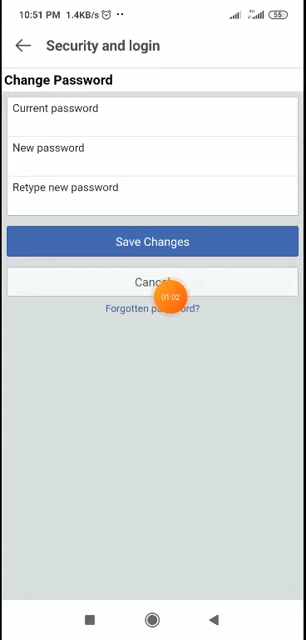 10:51 PM 1.4KB/s
55
Security and login
Change Password
Current password
New password
Retype new password
Save Changes
Cancel
01:02
Forgotten password?